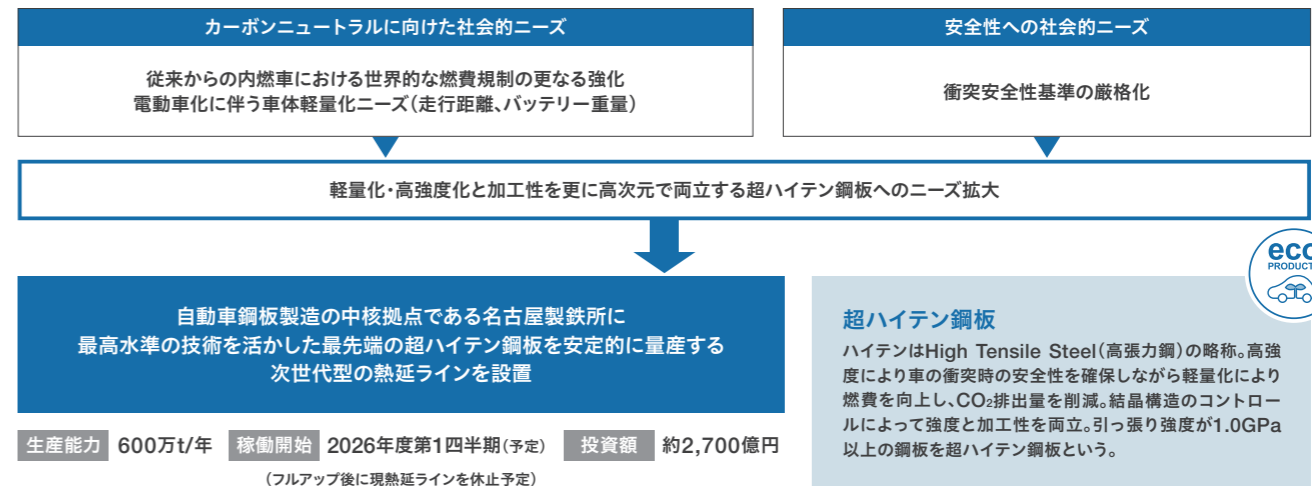 カーボンニュートラルに向けた社会的ニーズ
従来からの内燃車における世界的な燃費規制の更なる強化
電動車化に伴う車体軽量化ニーズ(走行距離、バッテリー重量)
安全性への社会的ニーズ
衝突安全性基準の厳格化
軽量化・高強度化と加工性を更に高次元で両立する超ハイテン鋼板へのニーズ拡大
自動車鋼板製造の中核拠点である名古屋製鉄所に
最高水準の技術を活かした最先端の超ハイテン鋼板を安定的に量産する
次世代型の熱延ラインを設置
生産能力 600万t/年 稼働開始 2026年度第1四半期(予定) 投資額 約2,700億円
(フルアップ後に現熱延ラインを休止予定)
超ハイテン鋼板
ハイテンはHigh Tensile Steel(高張力鋼)の略称。高強
度により車の衝突時の安全性を確保しながら軽量化により
燃費を向上し、CO₂排出量を削減。結晶構造のコントロー
ルによって強度と加工性を両立。引っ張り強度が1.0GPa
以上の鋼板を超ハイテン鋼板という。